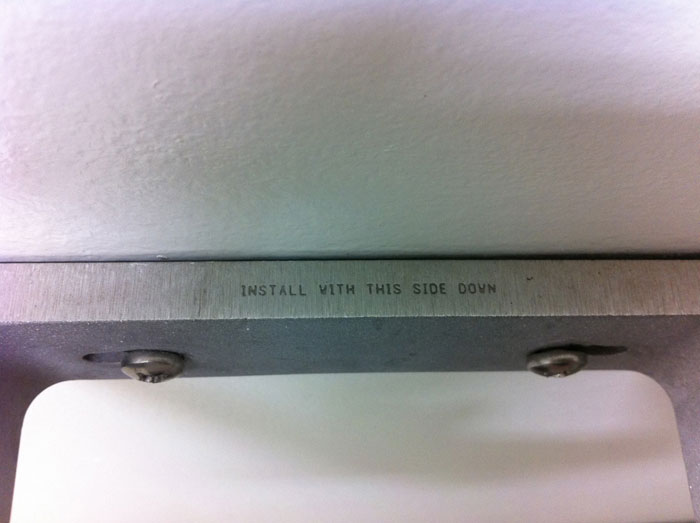 INSTALL WITH THIS SIDE DOWN